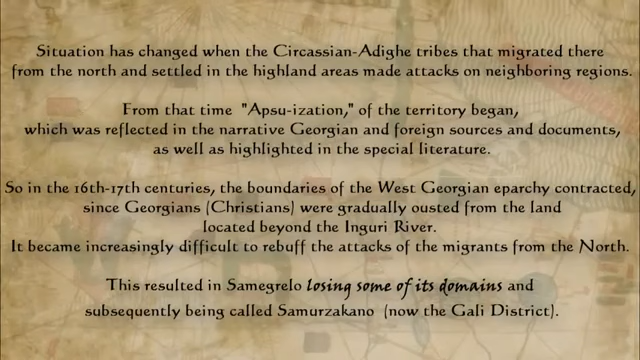 Situation has changed when the Circassian-Adighe tribes that migrated there
from the north and settled in the highland areas made attacks on neighboring regions.
From that time "Apsu-ization," of the territory began,
which was reflected in the narrative Georgian and foreign sources and documents,
as well as highlighted in the special literature.
So in the 16th-17th centuries, the boundaries of the West Georgian eparchy contracted,
since Georgians (Christians) were gradually ousted from the land
located beyond the Inguri River.
It became increasingly difficult to rebuff the attacks of the migrants from the North.
This resulted in Samegrelo losing some of its domains and
subsequently being called Samurzakano (now the Gali District).